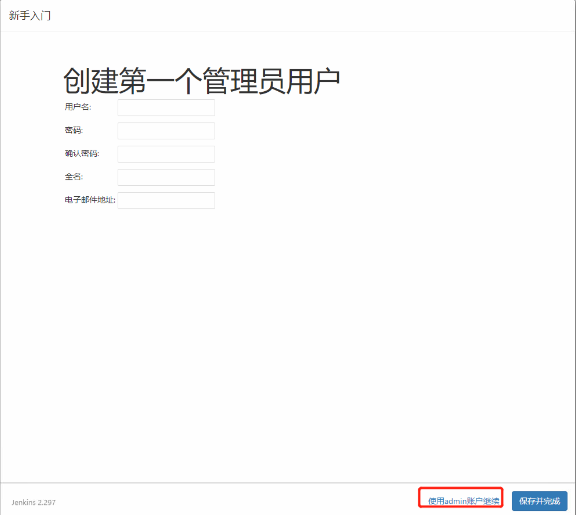 新手入门
创建第一个管理员用户
用户名:
密码:
确认密码:
全名:
电子邮件地址:
Jenkins 2.297
使用admin账户继续
保存并完成